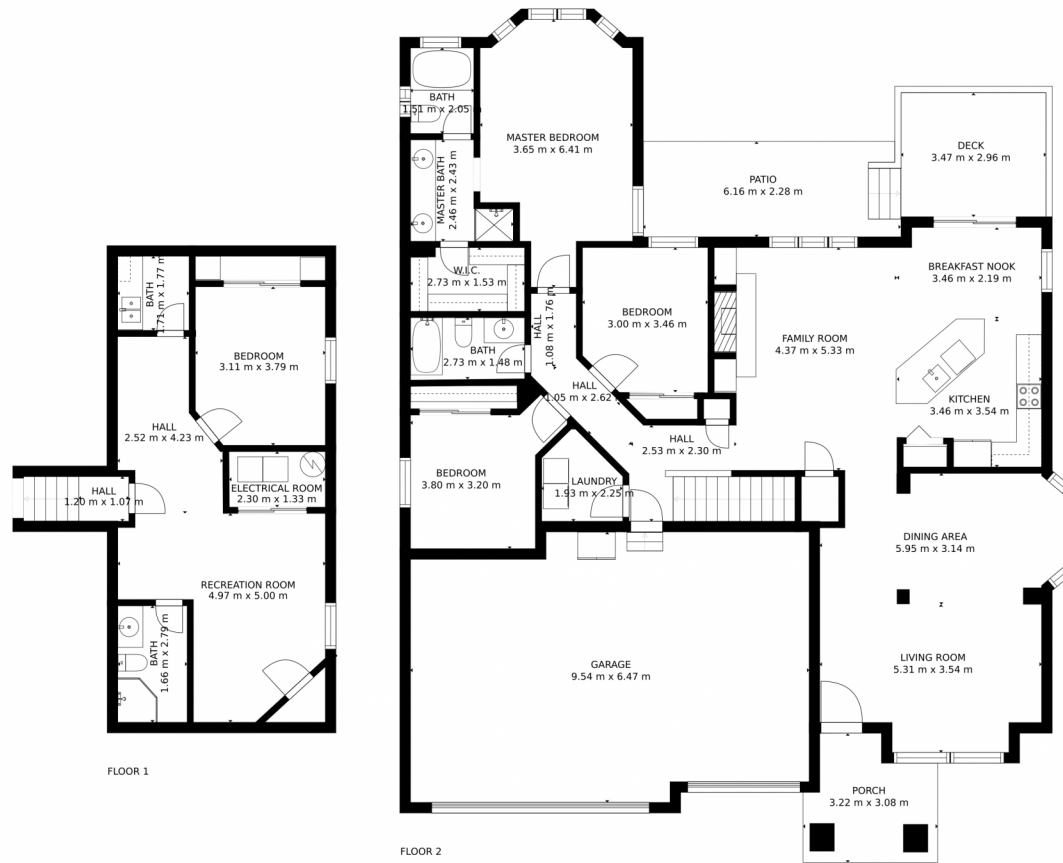 BATH
1.51 m x 2.05 m
MASTER BEDROOM
3.65 m x 6.41 m
MASTER BATH
2.46 m x 2.43 m
DECK
3.47 m x 2.96 m
PATIO
6.16 m x 2.28 m
W.I.C.
2.73 m x 1.53 m
BREAKFAST NOOK
3.46 m x 2.19 m
BATH
1.71 m x 1.77 m
HALL
1.08 m x 1.76 m
BEDROOM
3.00 m x 3.46 m
FAMILY ROOM
4.37 m x 5.33 m
BATH
2.73 m x 1.48 m
BEDROOM
3.11 m x 3.79 m
HALL
1.05 m x 2.62 m
KITCHEN
3.46 m x 3.54 m
HALL
2.52 m x 4.23 m
HALL
2.53 m x 2.30 m
BEDROOM
3.80 m x 3.20 m
LAUNDRY
1.93 m x 2.25 m
HALL
1.20 m x 1.07 m
ELECTRICAL ROOM
2.30 m x 1.33 m
DINING AREA
5.95 m x 3.14 m
RECREATION ROOM
4.97 m x 5.00 m
BATH
1.66 m x 2.79 m
GARAGE
9.54 m x 6.47 m
LIVING ROOM
5.31 m x 3.54 m
PORCH
3.22 m x 3.08 m
FLOOR 1
FLOOR 2